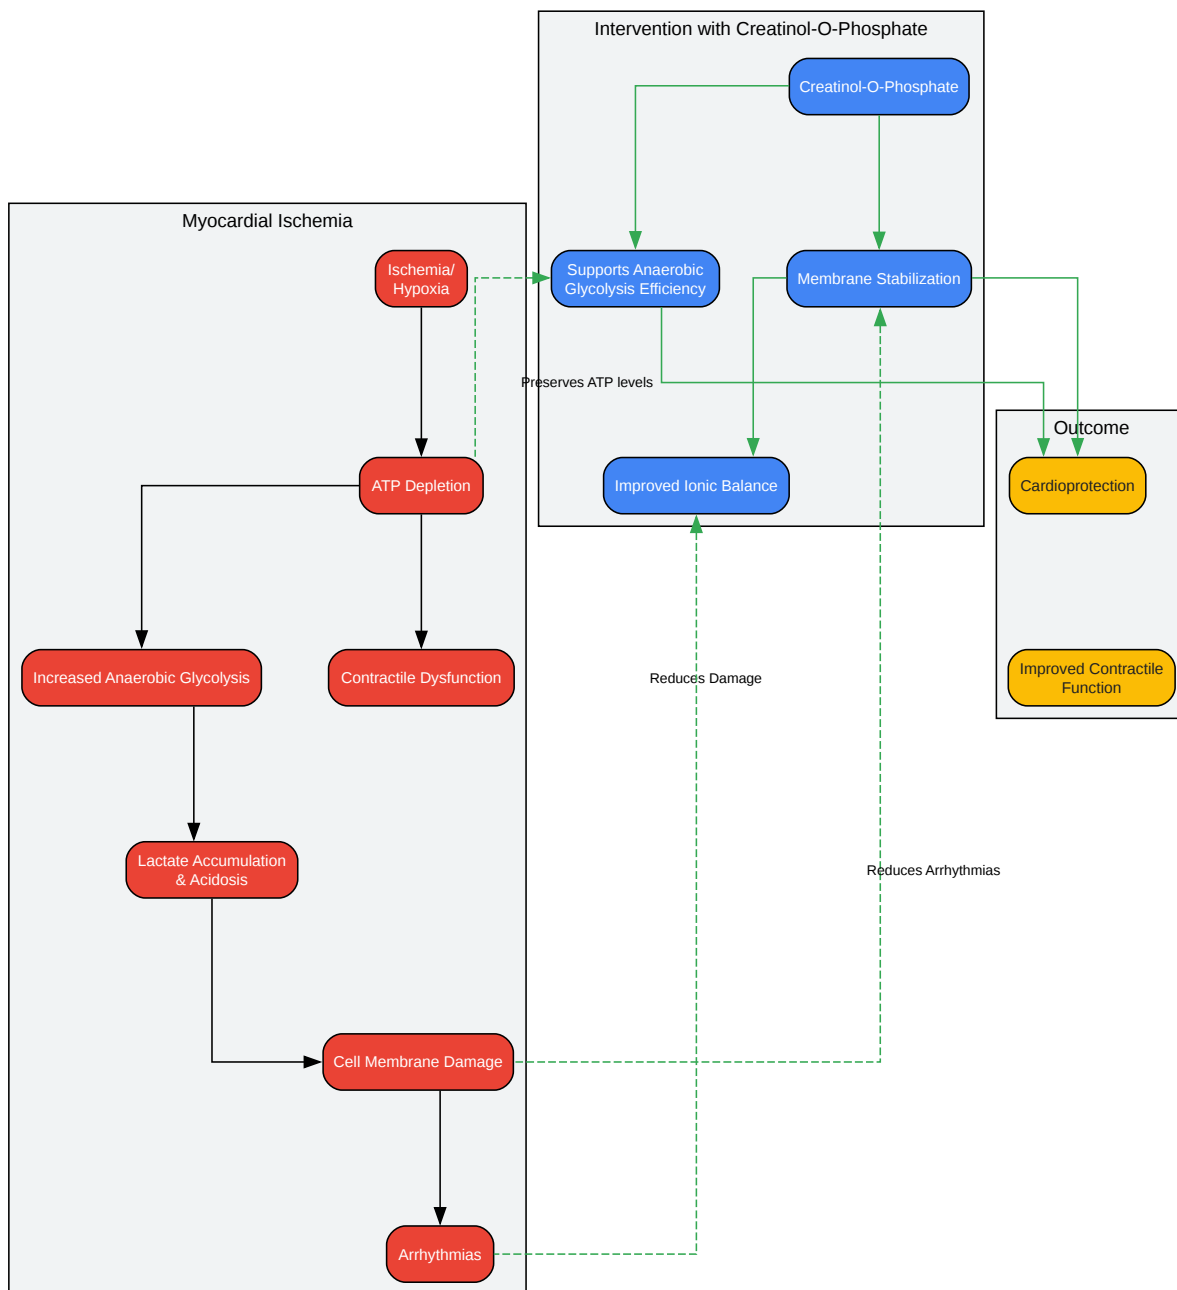 Intervention with Creatinol-O-Phosphate
Creatinol-O-Phosphate
Myocardial Ischemia
Ischemia/
Hypoxia
Supports Anaerobic
Glycolysis Efficiency
Membrane Stabilization
Preserves ATP levels
Outcome
ATP Depletion
Improved Ionic Balance
Cardioprotection
Increased Anaerobic Glycolysis
Contractile Dysfunction
Reduces Damage
Improved Contractile
Function
Lactate Accumulation
& Acidosis
Reduces Arrhythmias
Cell Membrane Damage
Arrhythmias